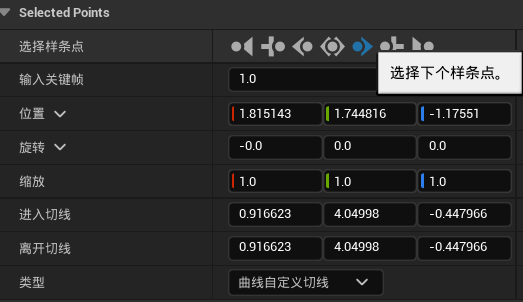 Selected Points
选择样条点
选择下个样条点。
输入关键帧 1.0
位置 1.815143 1.744816 -1.17551
旋转 -0.0 0.0 0.0
缩放 1.0 1.0 1.0
进入切线 0.916623 4.04998 -0.447966
离开切线 0.916623 4.04998 -0.447966
类型 曲线自定义切线